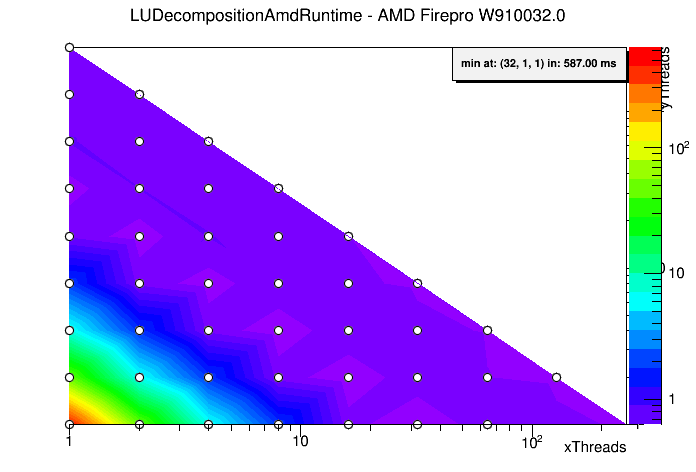 LUDecompositionAmdRuntime - AMD Firepro W910032.0
min at: (32, 1, 1) in: 587.00 ms
yThreads
10²
10
1
1
10
10²
xThreads